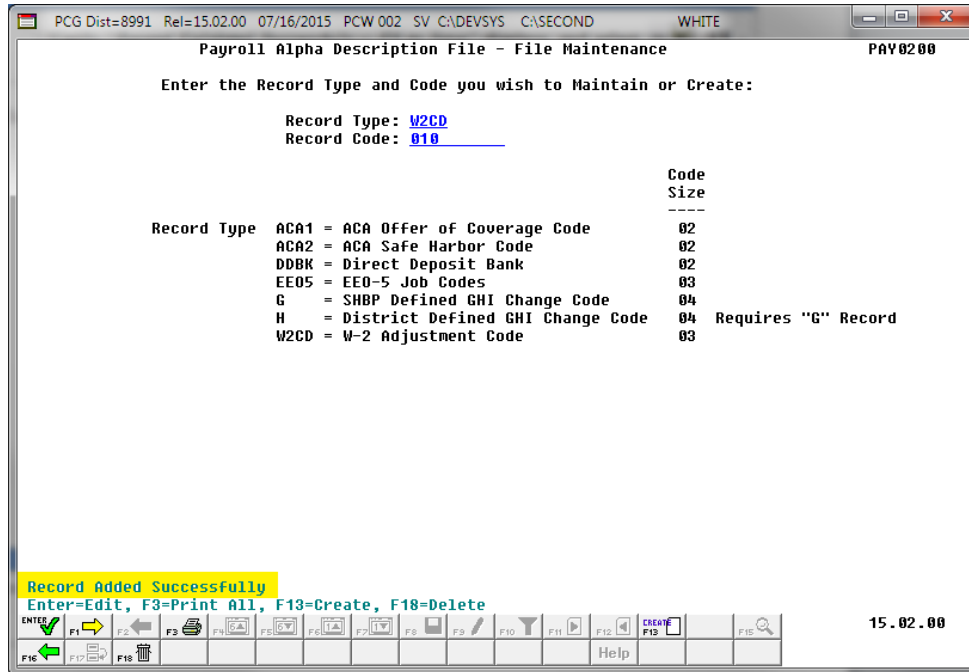 PCG Dist=8991 Rel=15.02.00 07/16/2015 PCW 002 SV C:\DEVSYS C:\SECOND WHITE
Payroll Alpha Description File - File Maintenance PAY0200
Enter the Record Type and Code you wish to Maintain or Create:
Record Type: W2CD
Record Code: 010
Code
Size
----
Record Type ACA1 = ACA Offer of Coverage Code 02
ACA2 = ACA Safe Harbor Code 02
DDBK = Direct Deposit Bank 02
EEO5 = EEO-5 Job Codes 03
G = SHBP Defined GHI Change Code 04
H = District Defined GHI Change Code 04 Requires "G" Record
W2CD = W-2 Adjustment Code 03
Record Added Successfully
Enter=Edit, F3=Print All, F13=Create, F18=Delete
ENTER F1 F2 F3 F4 F5 F6 F7 F8 F9 F10 F11 F12 CREATE F13 F15 15.02.00
F16 F17 F18 Help